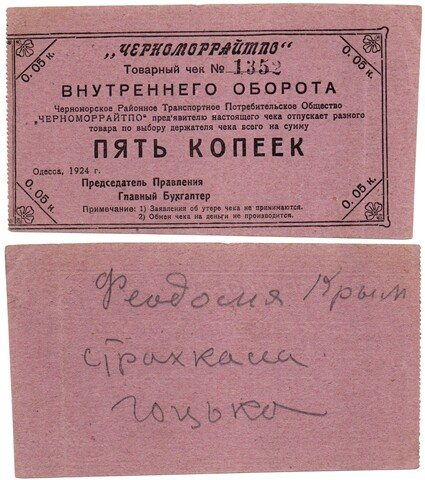 0.05 к. „ЧЕРНОМОРРАЙТПО“ 0.05 к.
Товарный чек № 1352
ВНУТРЕННЕГО ОБОРОТА
Черноморское Районное Транспортное Потребительское Общество
„ЧЕРНОМОРРАЙТПО“ пред'явителю настоящего чека отпускает разного
товара по выбору держателя чека всего на сумму
ПЯТЬ КОПЕЕК
Одесса, 1924 г.
Председатель Правления
Главный Бухгалтер
Примечание: 1) Заявления об утере чека не принимаются.
2) Обмен чака на деньги не производится.
0.05 к. 0.05 к.
Феодосия Крым
страхкасса
гоцько